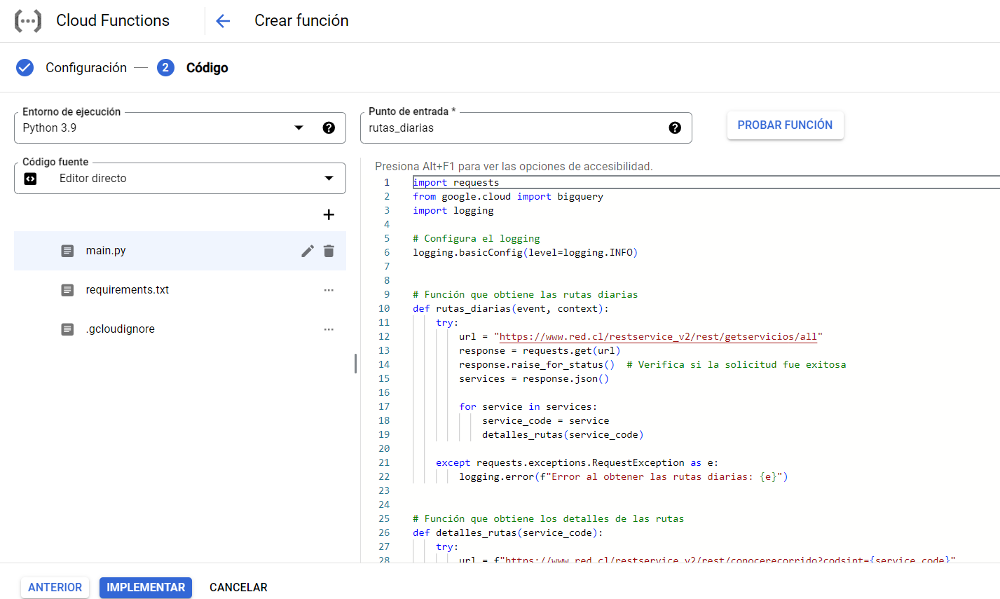 Cloud Functions
Crear función
Configuración
2
Código
Entorno de ejecución
Python 3.9
Punto de entrada *
rutas_diarias
PROBAR FUNCIÓN
Código fuente
Editor directo
main.py
requirements.txt
.gcloudignore
Presiona Alt+F1 para ver las opciones de accesibilidad.
1 import requests
2 from google.cloud import bigquery
3 import logging
4
5 # Configura el logging
6 logging.basicConfig(level=logging.INFO)
7
8
9 # Función que obtiene las rutas diarias
10 def rutas_diarias(event, context):
11     try:
12         url = "https://www.red.cl/restservice_v2/rest/getservicios/all"
13         response = requests.get(url)
14         response.raise_for_status()  # Verifica si la solicitud fue exitosa
15         services = response.json()
16
17         for service in services:
18             service_code = service
19             detalles_rutas(service_code)
20
21     except requests.exceptions.RequestException as e:
22         logging.error(f"Error al obtener las rutas diarias: {e}")
23
24
25 # Función que obtiene los detalles de las rutas
26 def detalles_rutas(service_code):
27     try:
28         url = f"https://www.red.cl/restservice_v2/rest/conocerecorrido?codsint={service_code}"
ANTERIOR
IMPLEMENTAR
CANCELAR